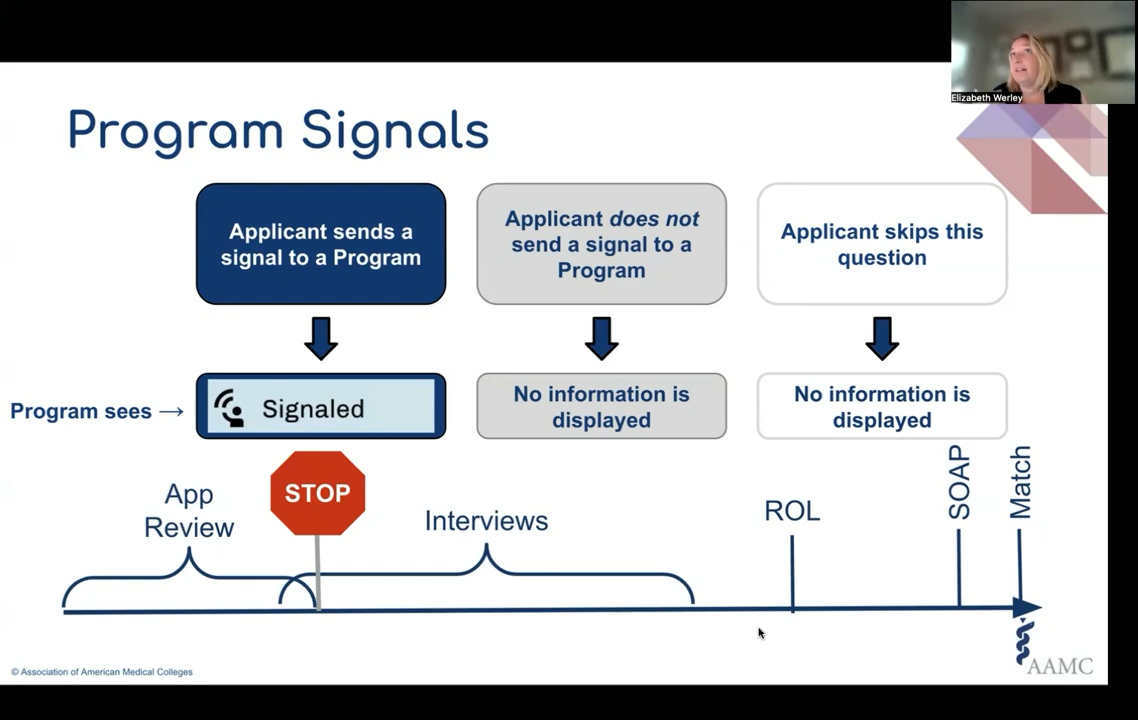 Elizabeth Werley
Program Signals
Applicant sends a
signal to a Program
Applicant does not
send a signal to a
Program
Applicant skips this
question
Program sees →
Signaled
No information is
displayed
No information is
displayed
App
Review
STOP
Interviews
ROL
SOAP
Match
© Association of American Medical Colleges
AAMC